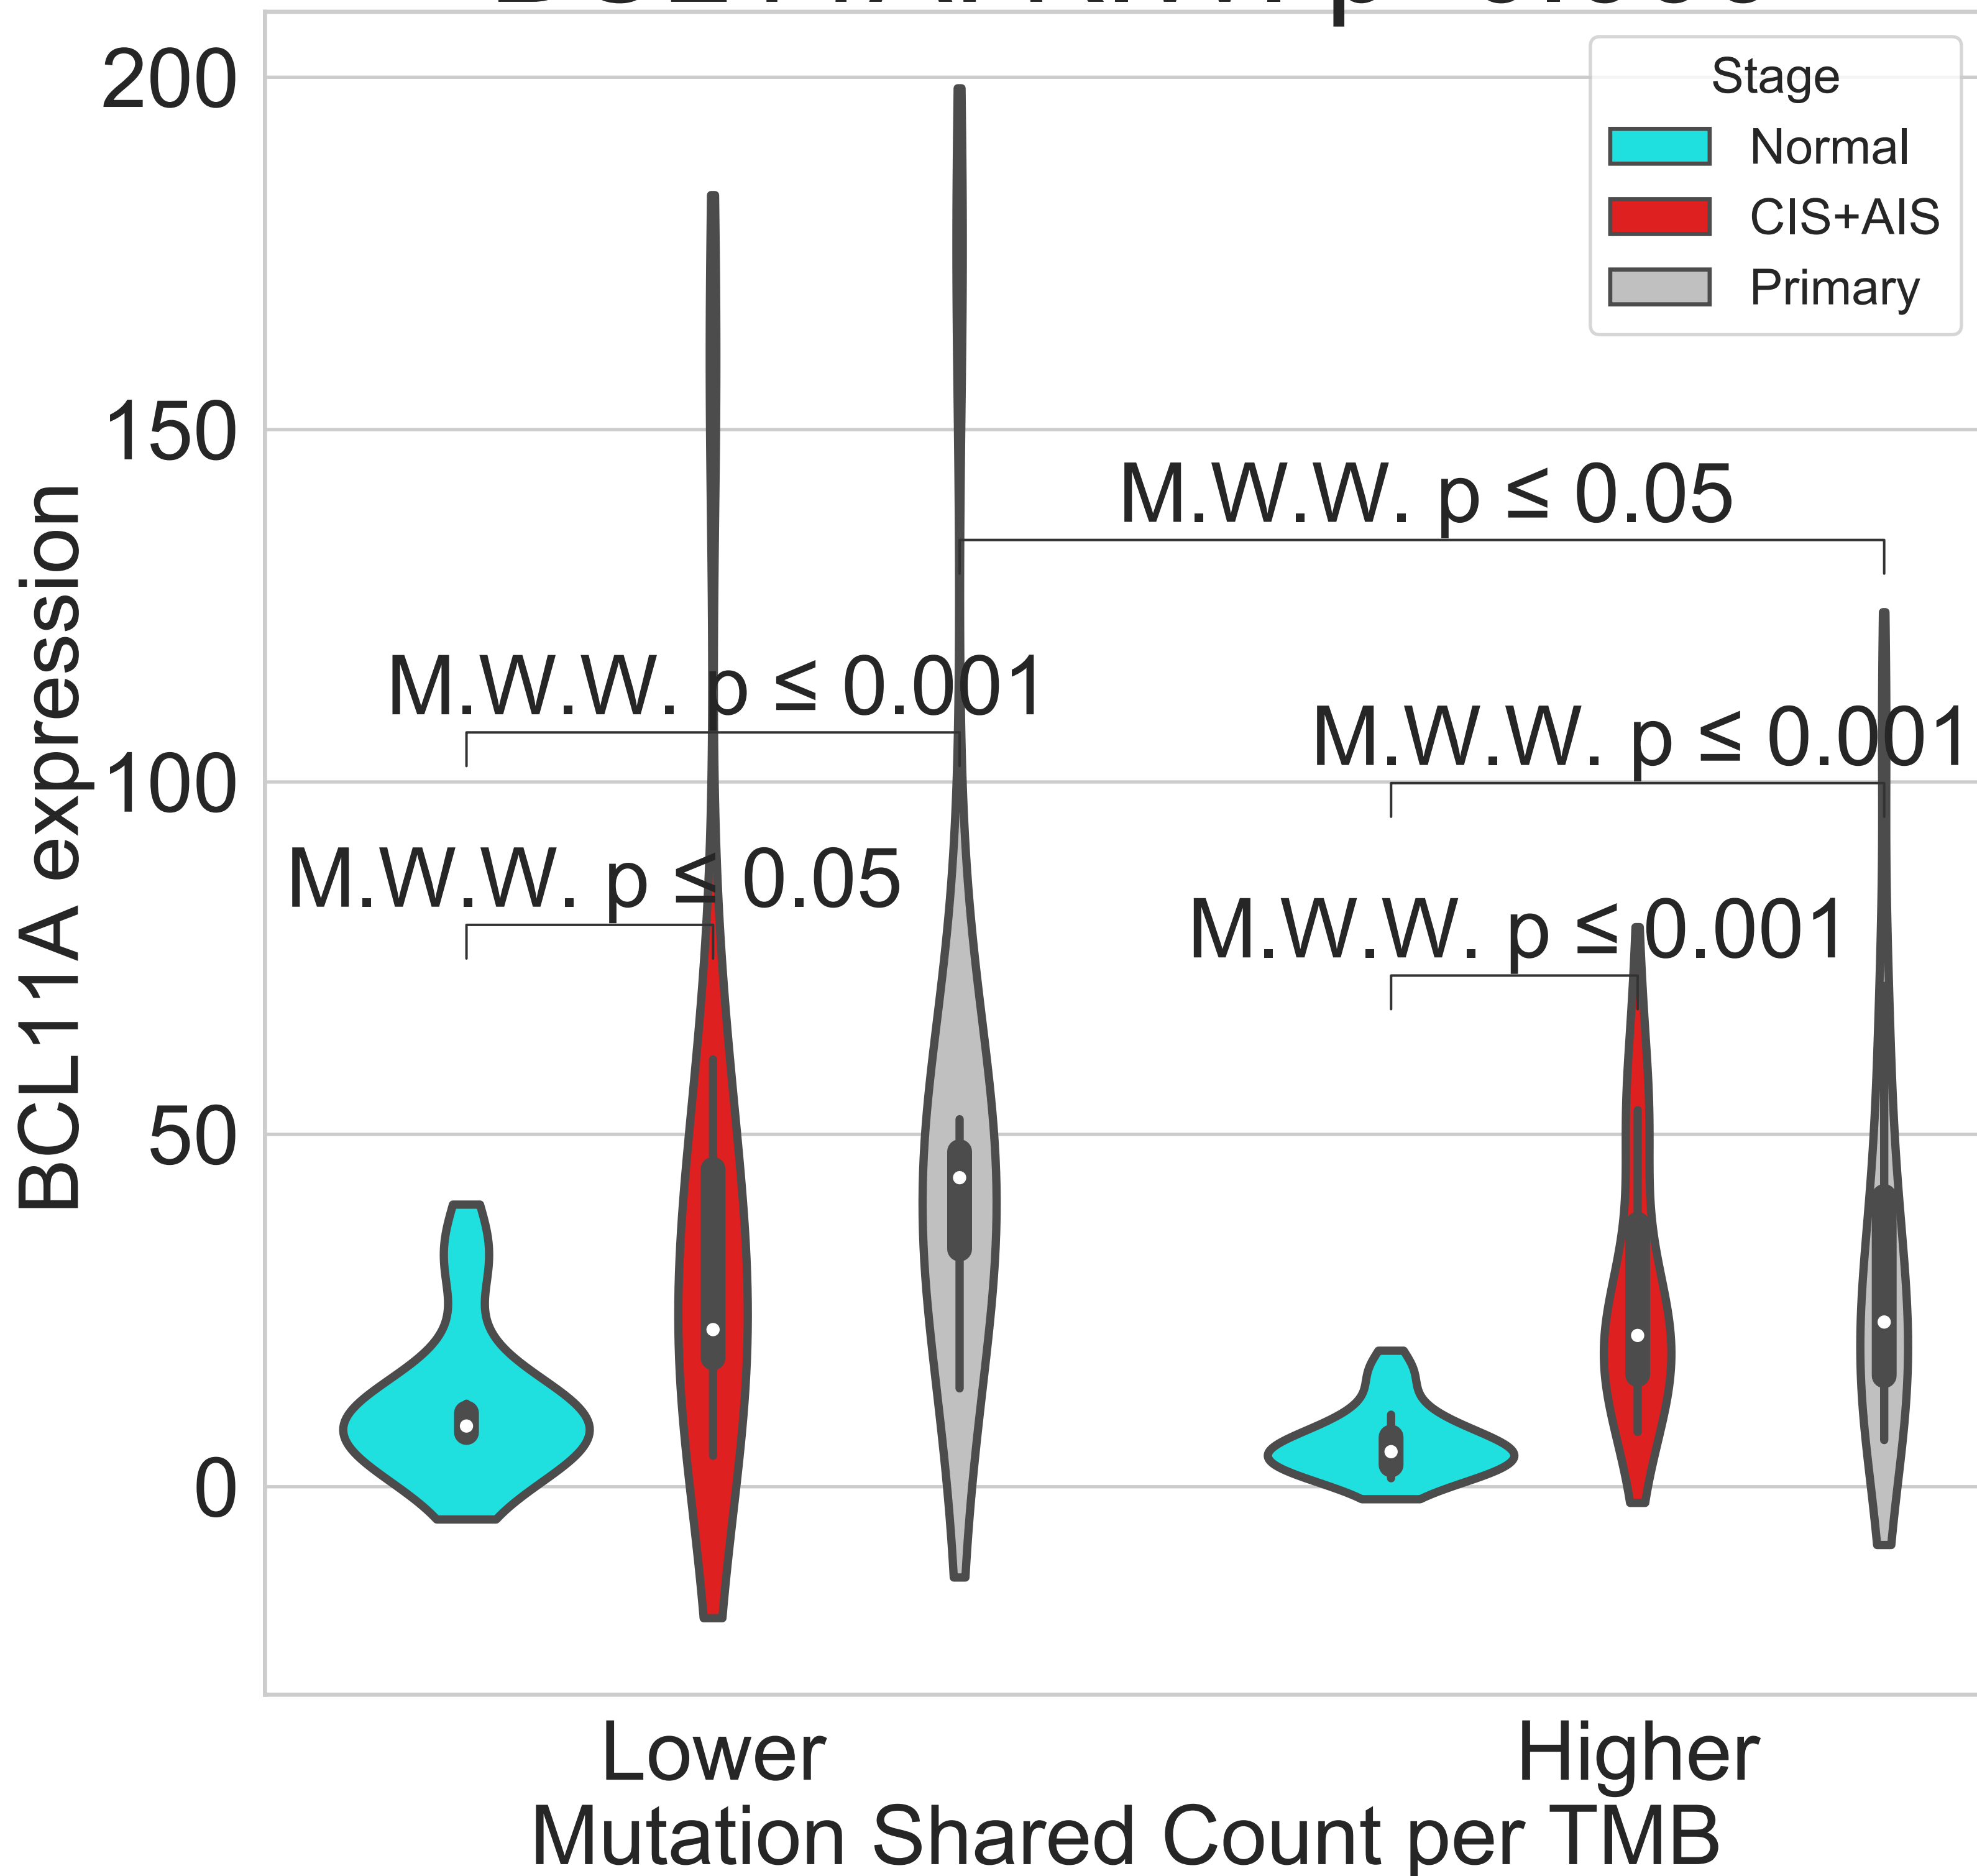 200
150
100
50
0
BCL11A expression
Stage
Normal
CIS+AIS
Primary
M.W.W. p ≤ 0.05
M.W.W. p ≤ 0.001
M.W.W. p ≤ 0.001
M.W.W. p ≤ 0.05
M.W.W. p ≤ 0.001
Lower
Higher
Mutation Shared Count per TMB